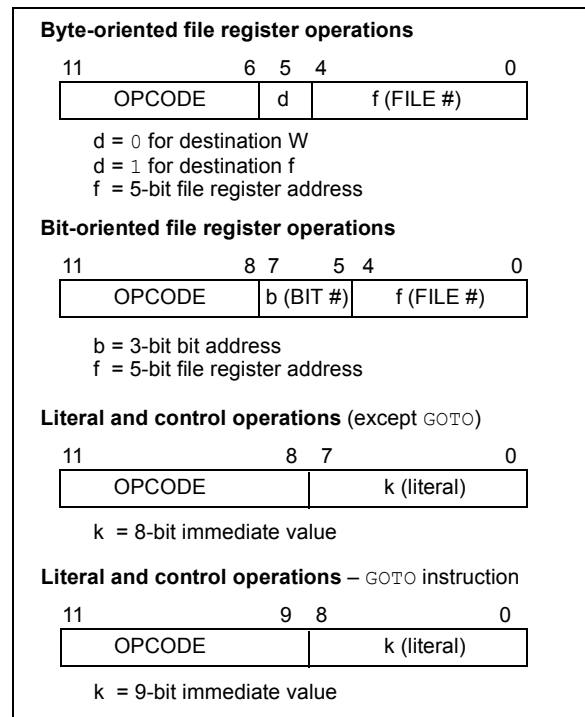 Byte-oriented file register operations
11 6 5 4 0
OPCODE d f (FILE #)
d = 0 for destination W
d = 1 for destination f
f = 5-bit file register address
Bit-oriented file register operations
11 8 7 5 4 0
OPCODE b (BIT #) f (FILE #)
b = 3-bit bit address
f = 5-bit file register address
Literal and control operations (except GOTO)
11 8 7 0
OPCODE k (literal)
k = 8-bit immediate value
Literal and control operations – GOTO instruction
11 9 8 0
OPCODE k (literal)
k = 9-bit immediate value